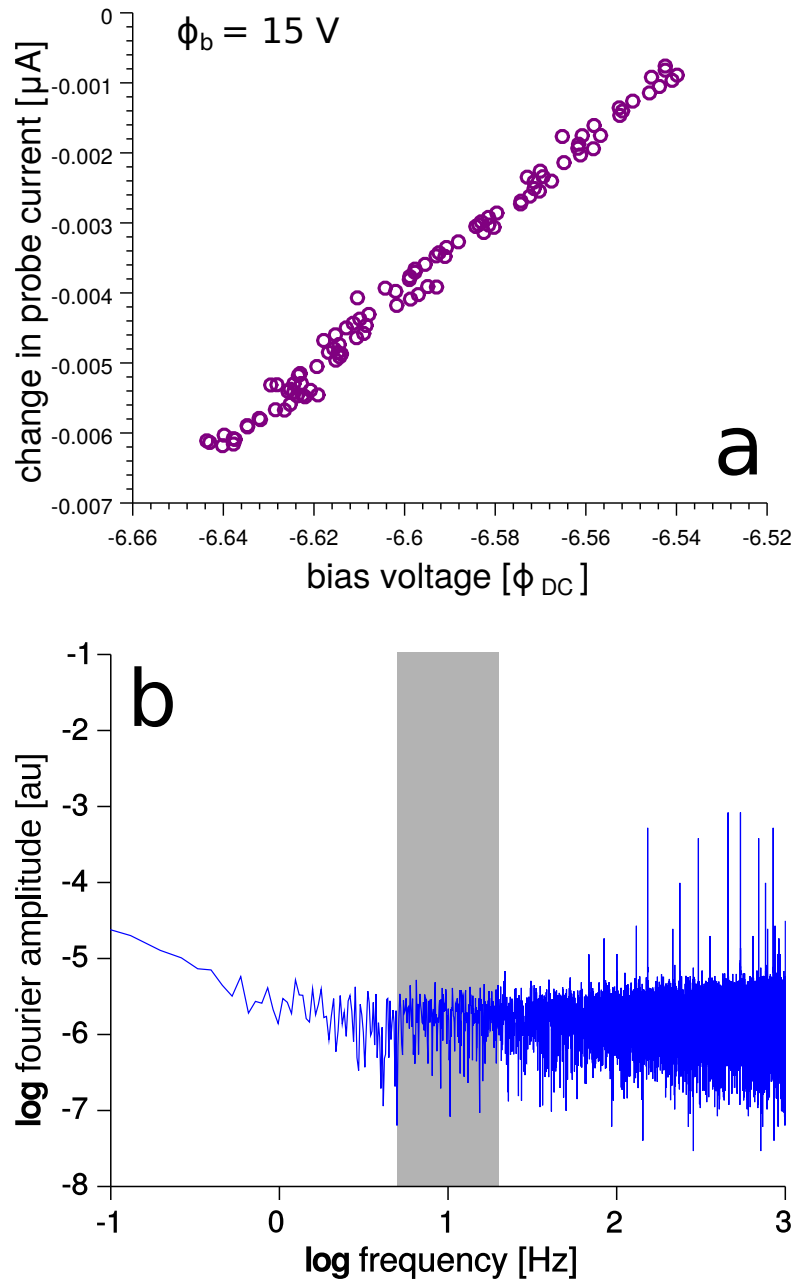 ϕb = 15 V
change in probe current [μA]
0
-0.001
-0.002
-0.003
-0.004
-0.005
-0.006
-0.007
a
-6.66 -6.64 -6.62 -6.6 -6.58 -6.56 -6.54 -6.52
bias voltage [ϕ DC ]
b
log fourier amplitude [au]
-1
-2
-3
-4
-5
-6
-7
-8
-1 0 1 2 3
log frequency [Hz]